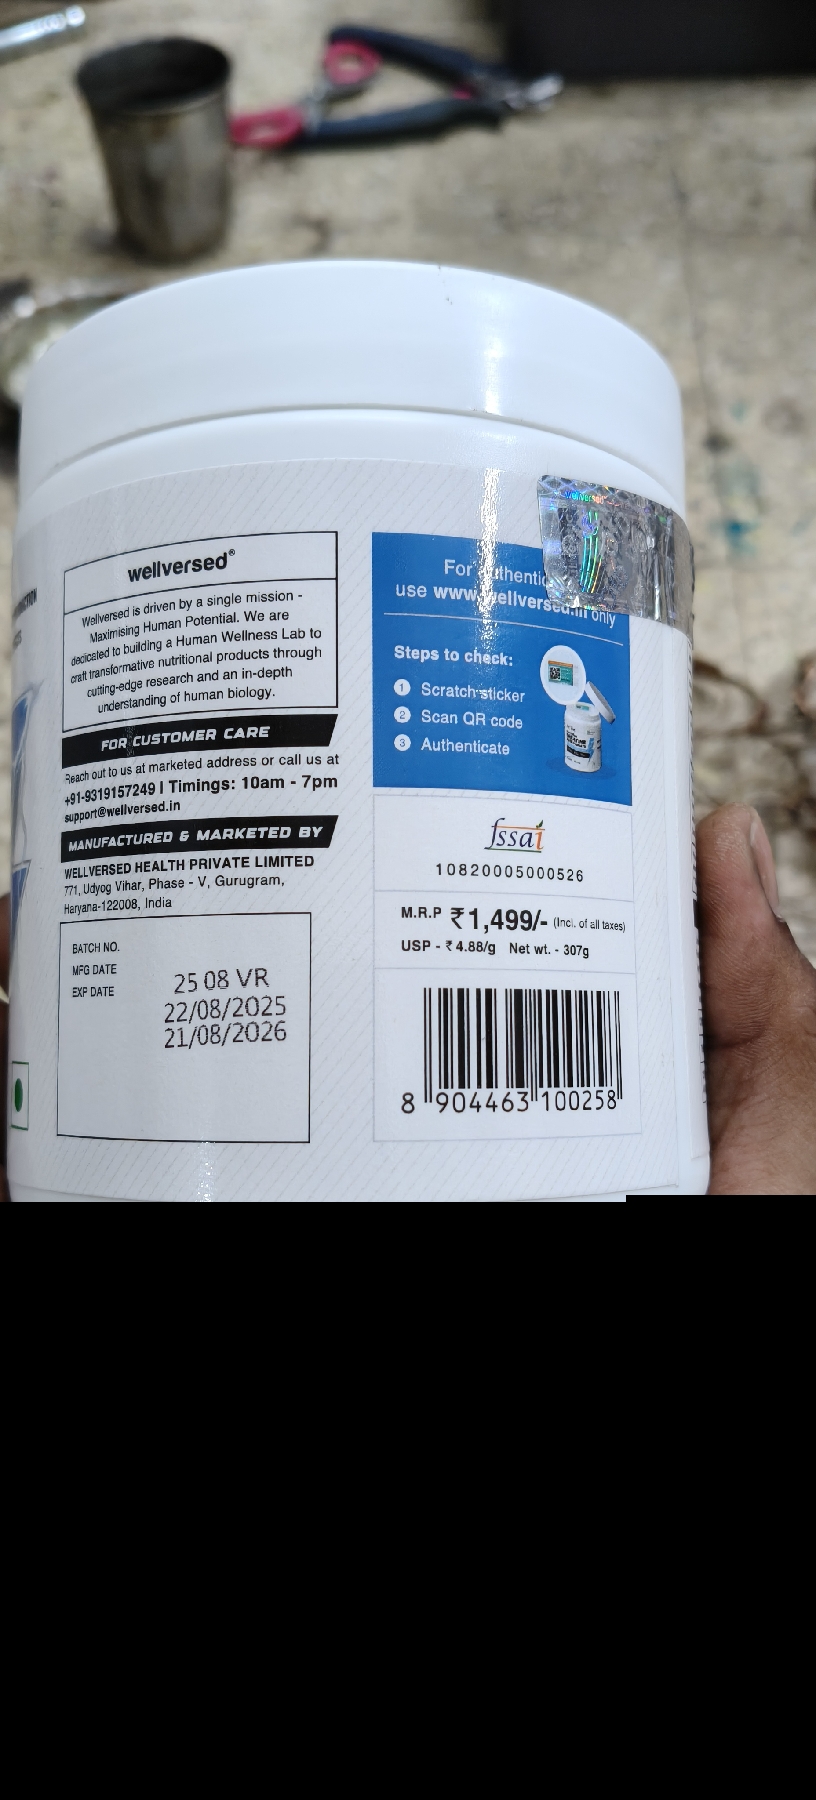 wellversed®
Wellversed is driven by a single mission -
Maximising Human Potential. We are
dedicated to building a Human Wellness Lab to
craft transformative nutritional products through
cutting-edge research and an in-depth
understanding of human biology.
FOR CUSTOMER CARE
Reach out to us at marketed address or call us at
+91-9319157249 I Timings: 10am - 7pm
support@wellversed.in
MANUFACTURED & MARKETED BY
WELLVERSED HEALTH PRIVATE LIMITED
771, Udyog Vihar, Phase - V, Gurugram,
Haryana-122008, India
BATCH NO.
MFG DATE
EXP DATE
25 08 VR
22/08/2025
21/08/2026
wellversed
For
use www.wellversed.in only
Steps to check:
1 Scratch sticker
2 Scan QR code
3 Authenticate
fssai
10820005000526
M.R.P ₹1,499/- (Incl. of all taxes)
USP - ₹ 4.88/g Net wt. - 307g
8 904463 100258